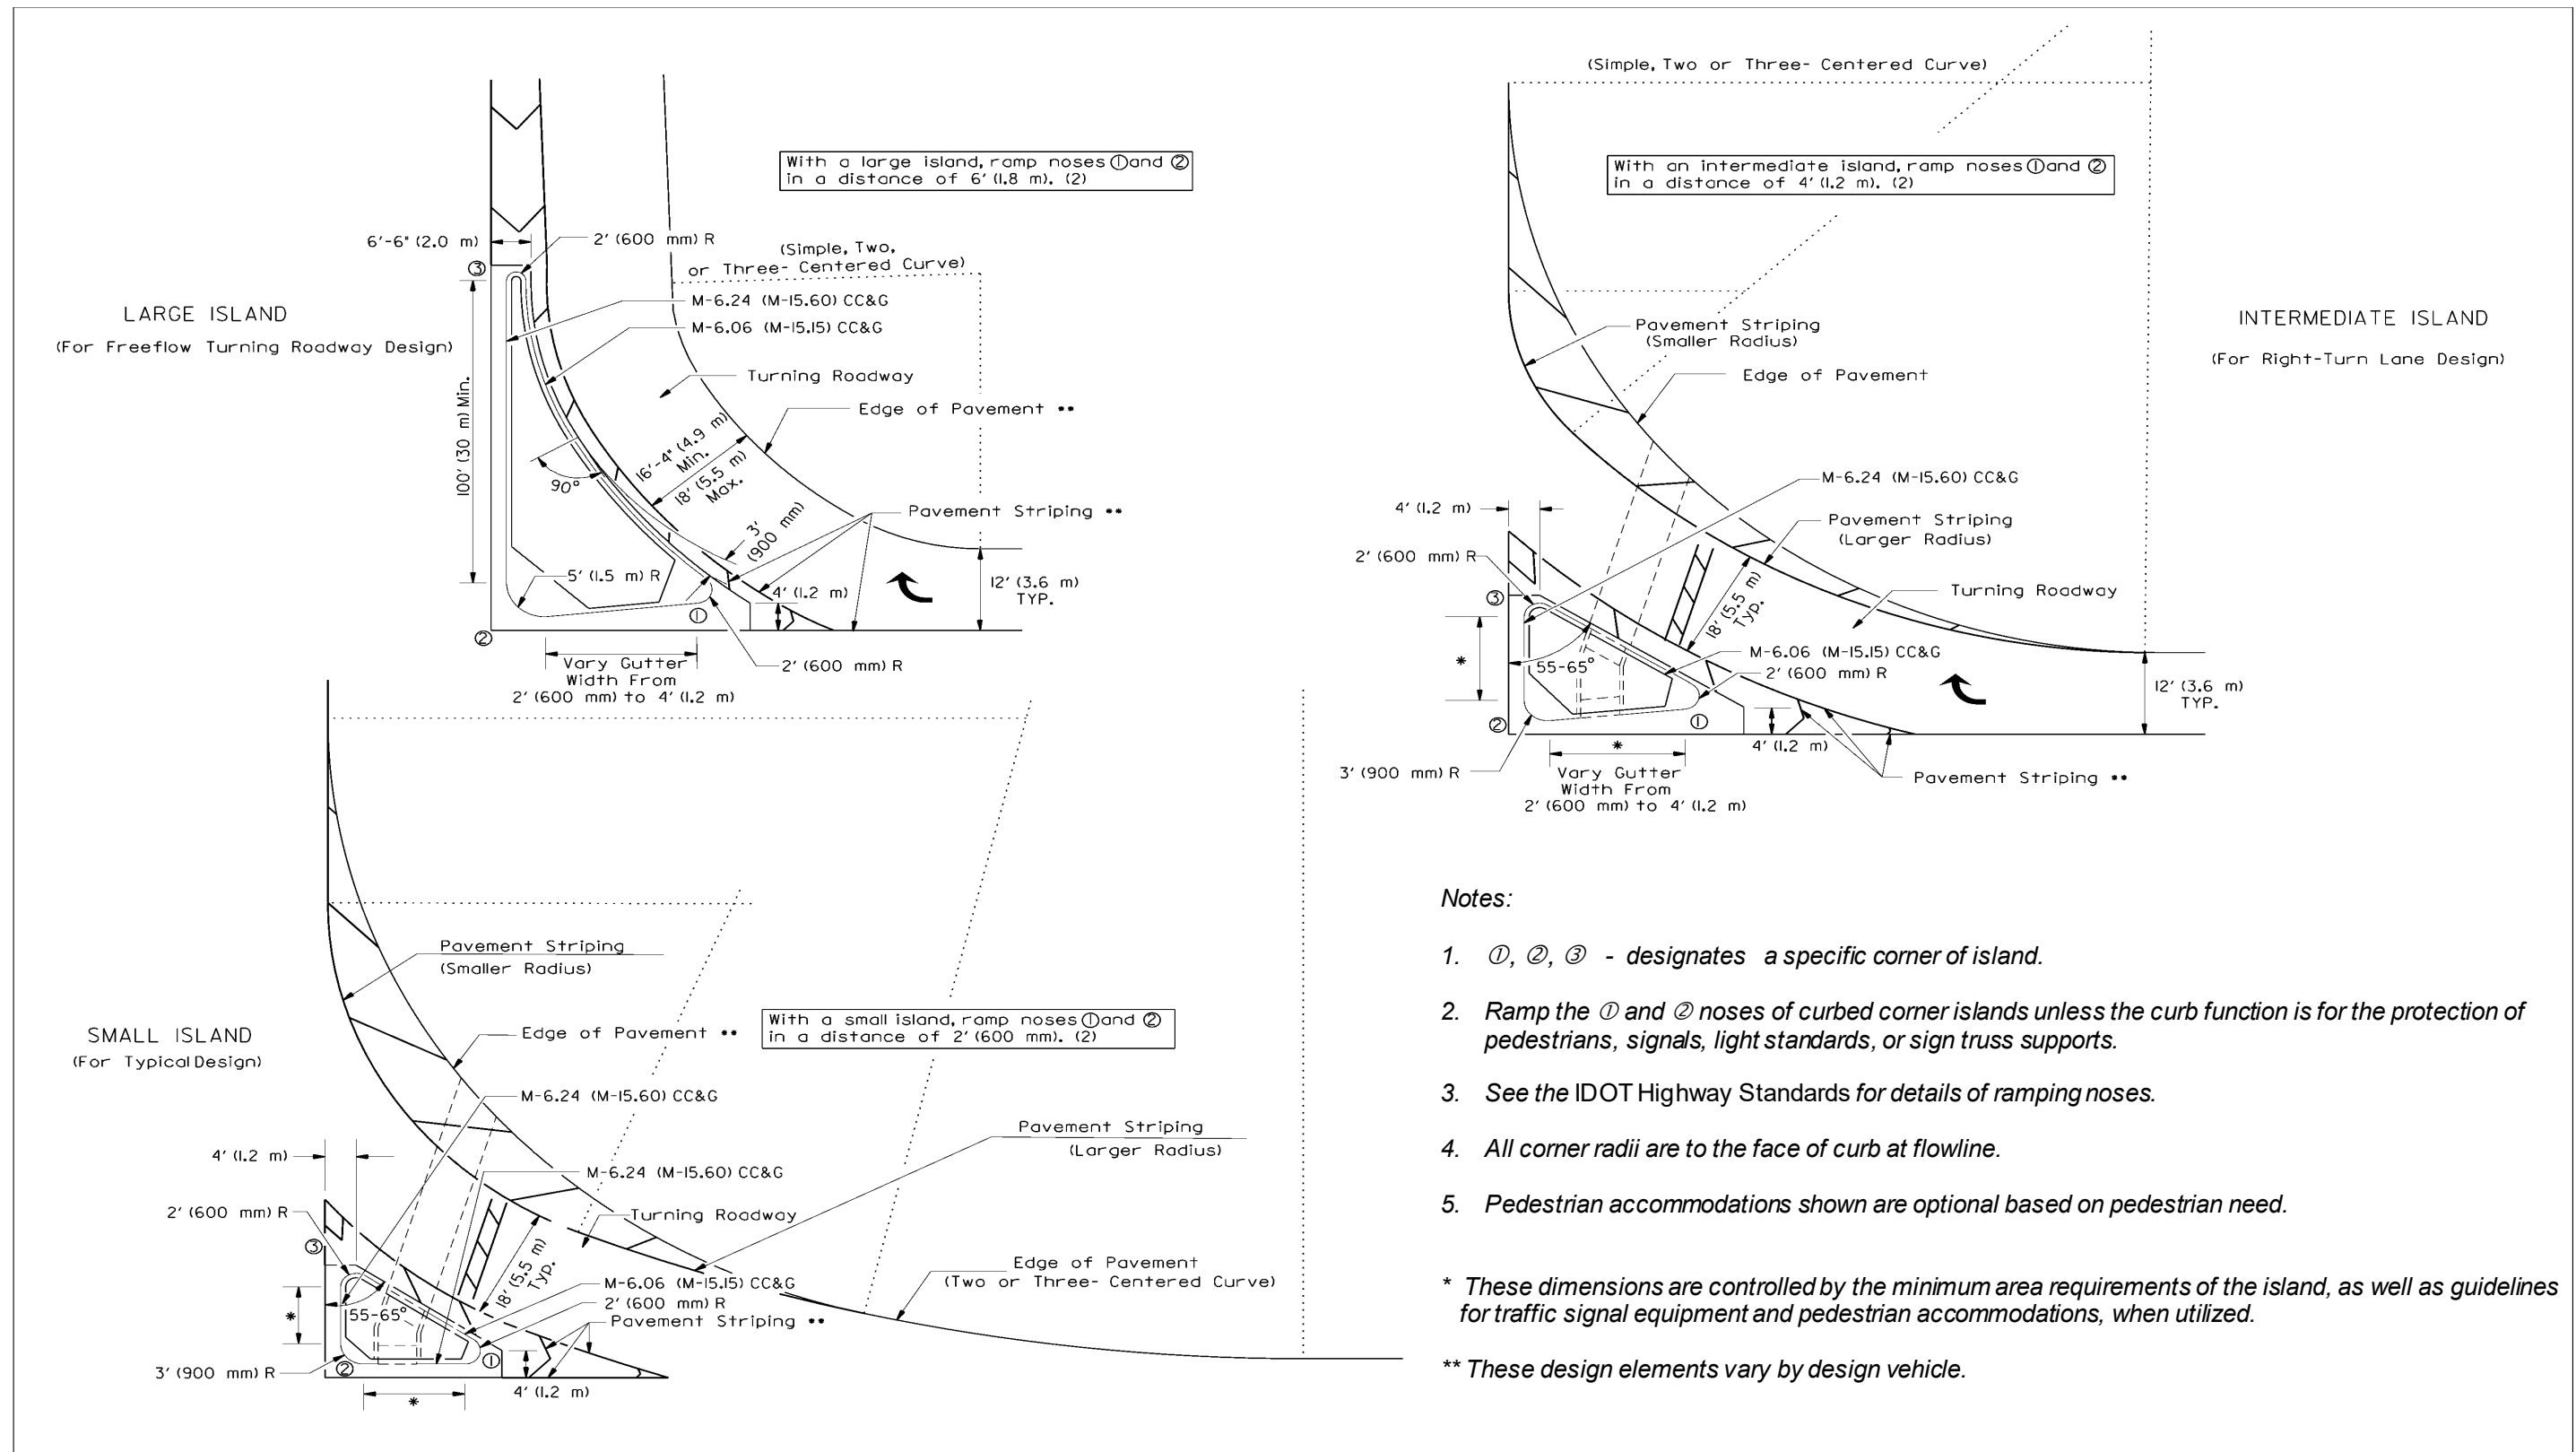 With a large island, ramp noses ① and ②
in a distance of 6' (1.8 m). (2)
6'-6" (2.0 m)
2' (600 mm) R
(Simple, Two,
or Three- Centered Curve)
③
M-6.24 (M-15.60) CC&G
M-6.06 (M-15.15) CC&G
LARGE ISLAND
(For Freeflow Turning Roadway Design)
Turning Roadway
Edge of Pavement **
100' (30 m) Min.
16'-4" (4.9 m)
Min.
18' (5.5 m)
Max.
90°
3'
(900 mm)
Pavement Striping **
5' (1.5 m) R
4' (1.2 m)
12' (3.6 m)
TYP.
①
②
2' (600 mm) R
Vary Gutter
Width From
2' (600 mm) to 4' (1.2 m)
(Simple, Two or Three- Centered Curve)
With an intermediate island, ramp noses ① and ②
in a distance of 4' (1.2 m). (2)
INTERMEDIATE ISLAND
(For Right-Turn Lane Design)
Pavement Striping
(Smaller Radius)
Edge of Pavement
M-6.24 (M-15.60) CC&G
4' (1.2 m)
Pavement Striping
(Larger Radius)
2' (600 mm) R
Turning Roadway
③
18' (5.5 m)
Typ.
M-6.06 (M-15.15) CC&G
*
55-65°
2' (600 mm) R
12' (3.6 m)
TYP.
②
①
*
4' (1.2 m)
3' (900 mm) R
Vary Gutter
Width From
2' (600 mm) to 4' (1.2 m)
Pavement Striping **
Pavement Striping
(Smaller Radius)
SMALL ISLAND
(For Typical Design)
Edge of Pavement **
With a small island, ramp noses ① and ②
in a distance of 2' (600 mm). (2)
M-6.24 (M-15.60) CC&G
Pavement Striping
(Larger Radius)
4' (1.2 m)
M-6.24 (M-15.60) CC&G
2' (600 mm) R
Turning Roadway
③
18' (5.5 m)
Typ.
Edge of Pavement
(Two or Three- Centered Curve)
M-6.06 (M-15.15) CC&G
2' (600 mm) R
*
55-65°
Pavement Striping **
①
3' (900 mm) R
②
4' (1.2 m)
*
Notes:
1. ①, ②, ③ - designates a specific corner of island.
2. Ramp the ① and ② noses of curbed corner islands unless the curb function is for the protection of
pedestrians, signals, light standards, or sign truss supports.
3. See the IDOT Highway Standards for details of ramping noses.
4. All corner radii are to the face of curb at flowline.
5. Pedestrian accommodations shown are optional based on pedestrian need.
* These dimensions are controlled by the minimum area requirements of the island, as well as guidelines
for traffic signal equipment and pedestrian accommodations, when utilized.
** These design elements vary by design vehicle.